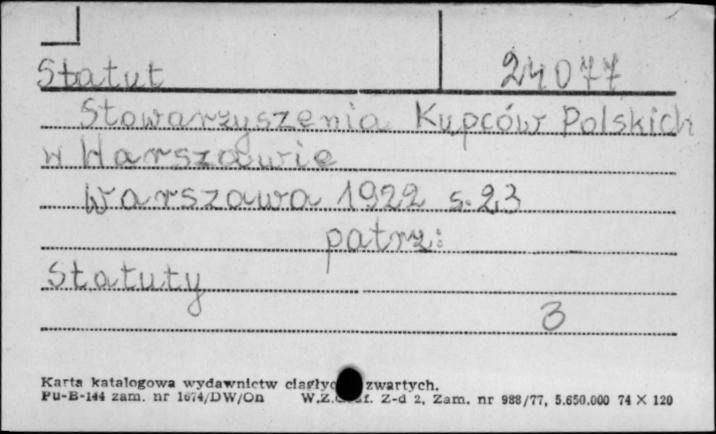 Statut 24077
Stowarzyszenia Kupców Polskich
w Warszawie
Warszawa 1922 s. 23
patrz:
Statuty
3
Karta katalogowa wydawnictw zwartych.
PU-B-144 zam. nr 1674/DW/On Z-d 2, Zam. nr 988/77, 5.650.000 74 X 120